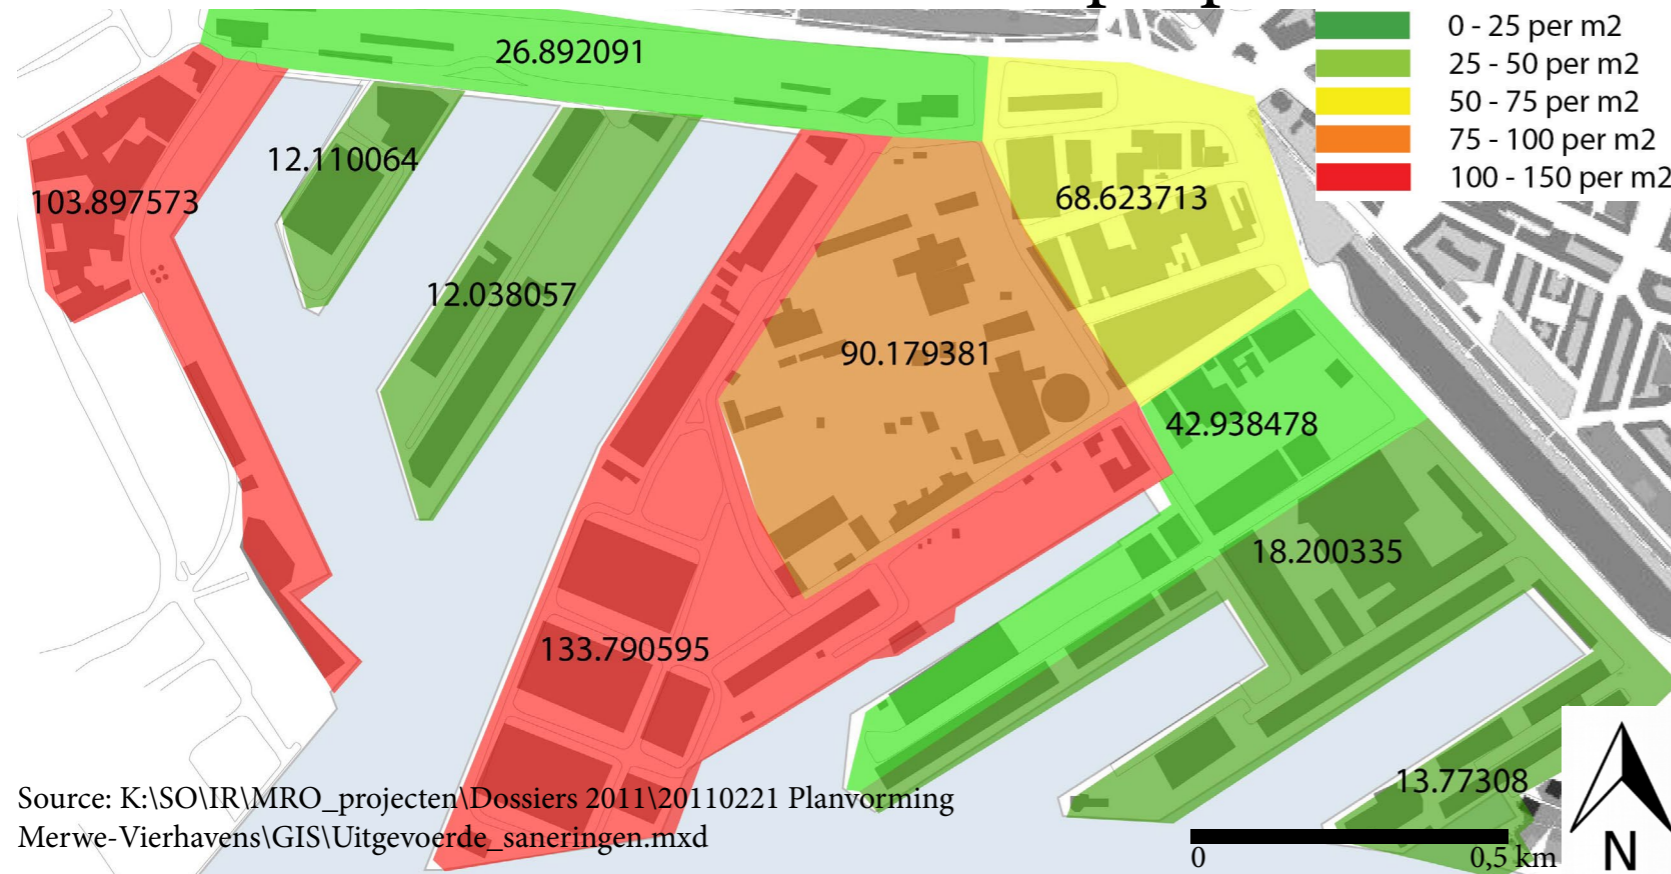 0 - 25 per m2
25 - 50 per m2
50 - 75 per m2
75 - 100 per m2
100 - 150 per m2
26.892091
12.110064
103.897573
68.623713
12.038057
90.179381
42.938478
18.200335
133.790595
13.77308
Source: K:\SO\IR\MRO_projecten\Dossiers 2011\20110221 Planvorming
Merwe-Vierhavens\GIS\Uitgevoerde_saneringen.mxd
0 0,5 km
N